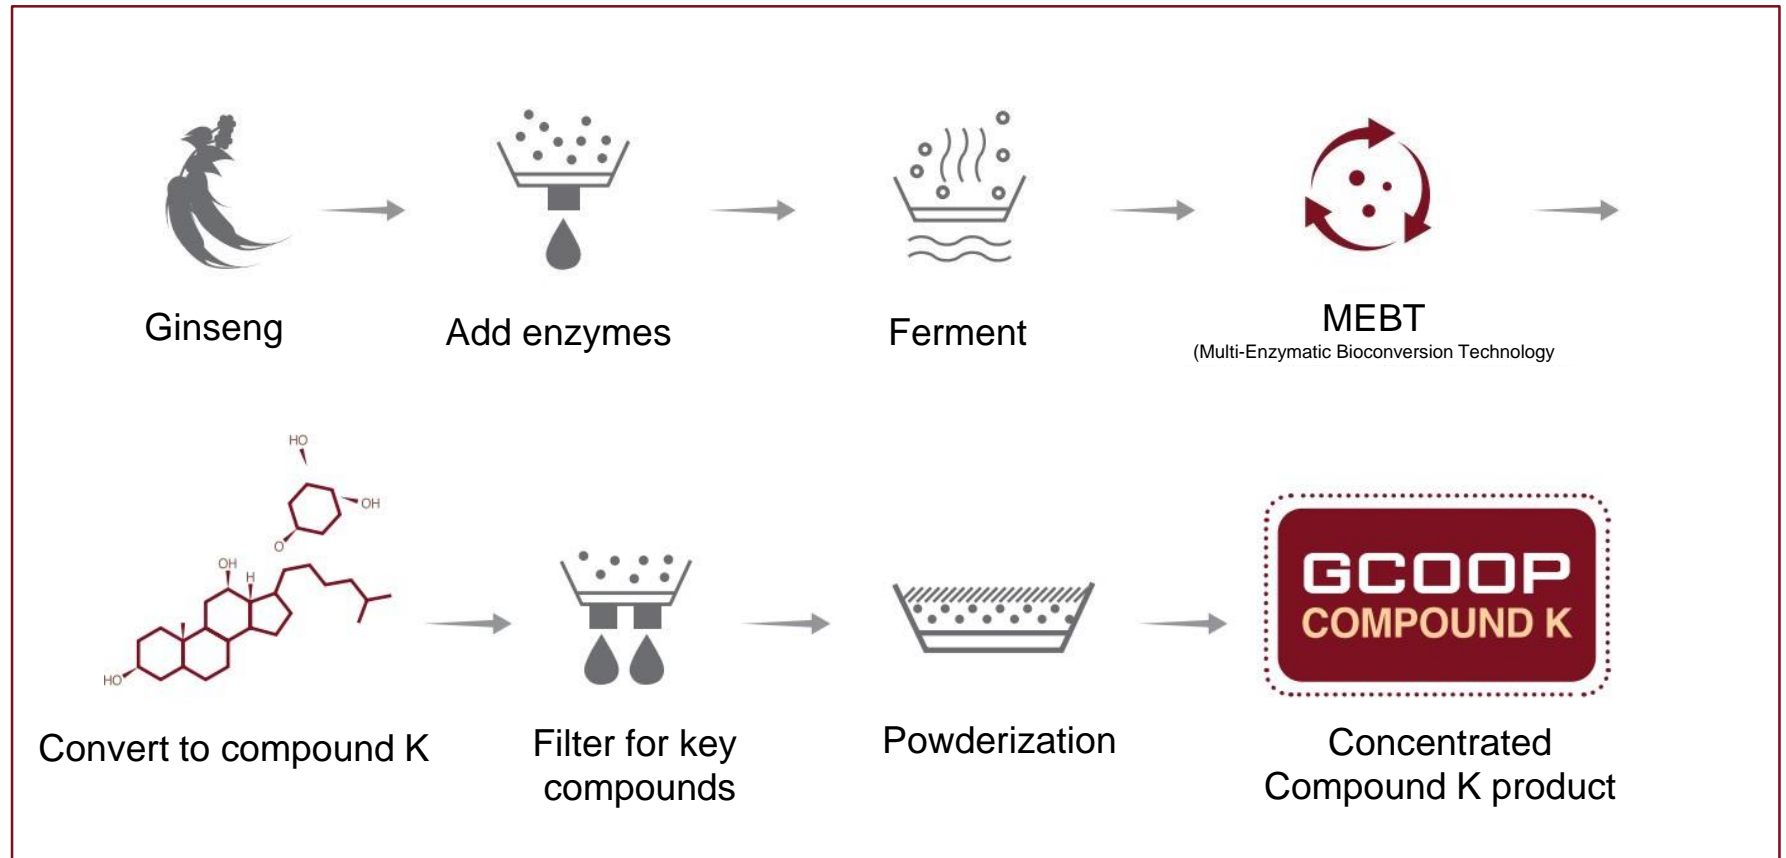 Ginseng
Add enzymes
Ferment
MEBT
(Multi-Enzymatic Bioconversion Technology
HO
OH
O
OH
H
HO
GCOOP
COMPOUND K
Convert to compound K
Filter for key
compounds
Powderization
Concentrated
Compound K product